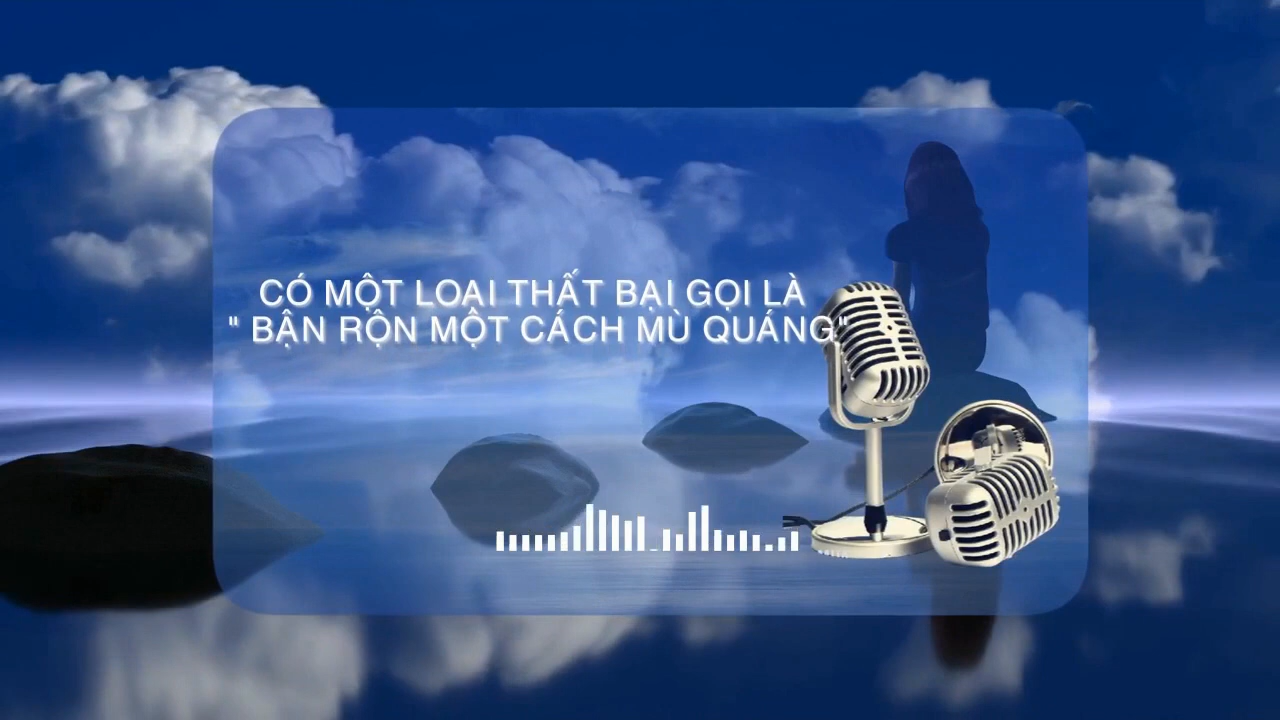 CÓ MỘT LOẠI THẤT BẠI GỌI LÀ
" BẬN RỘN MỘT CÁCH MÙ QUÁNG"